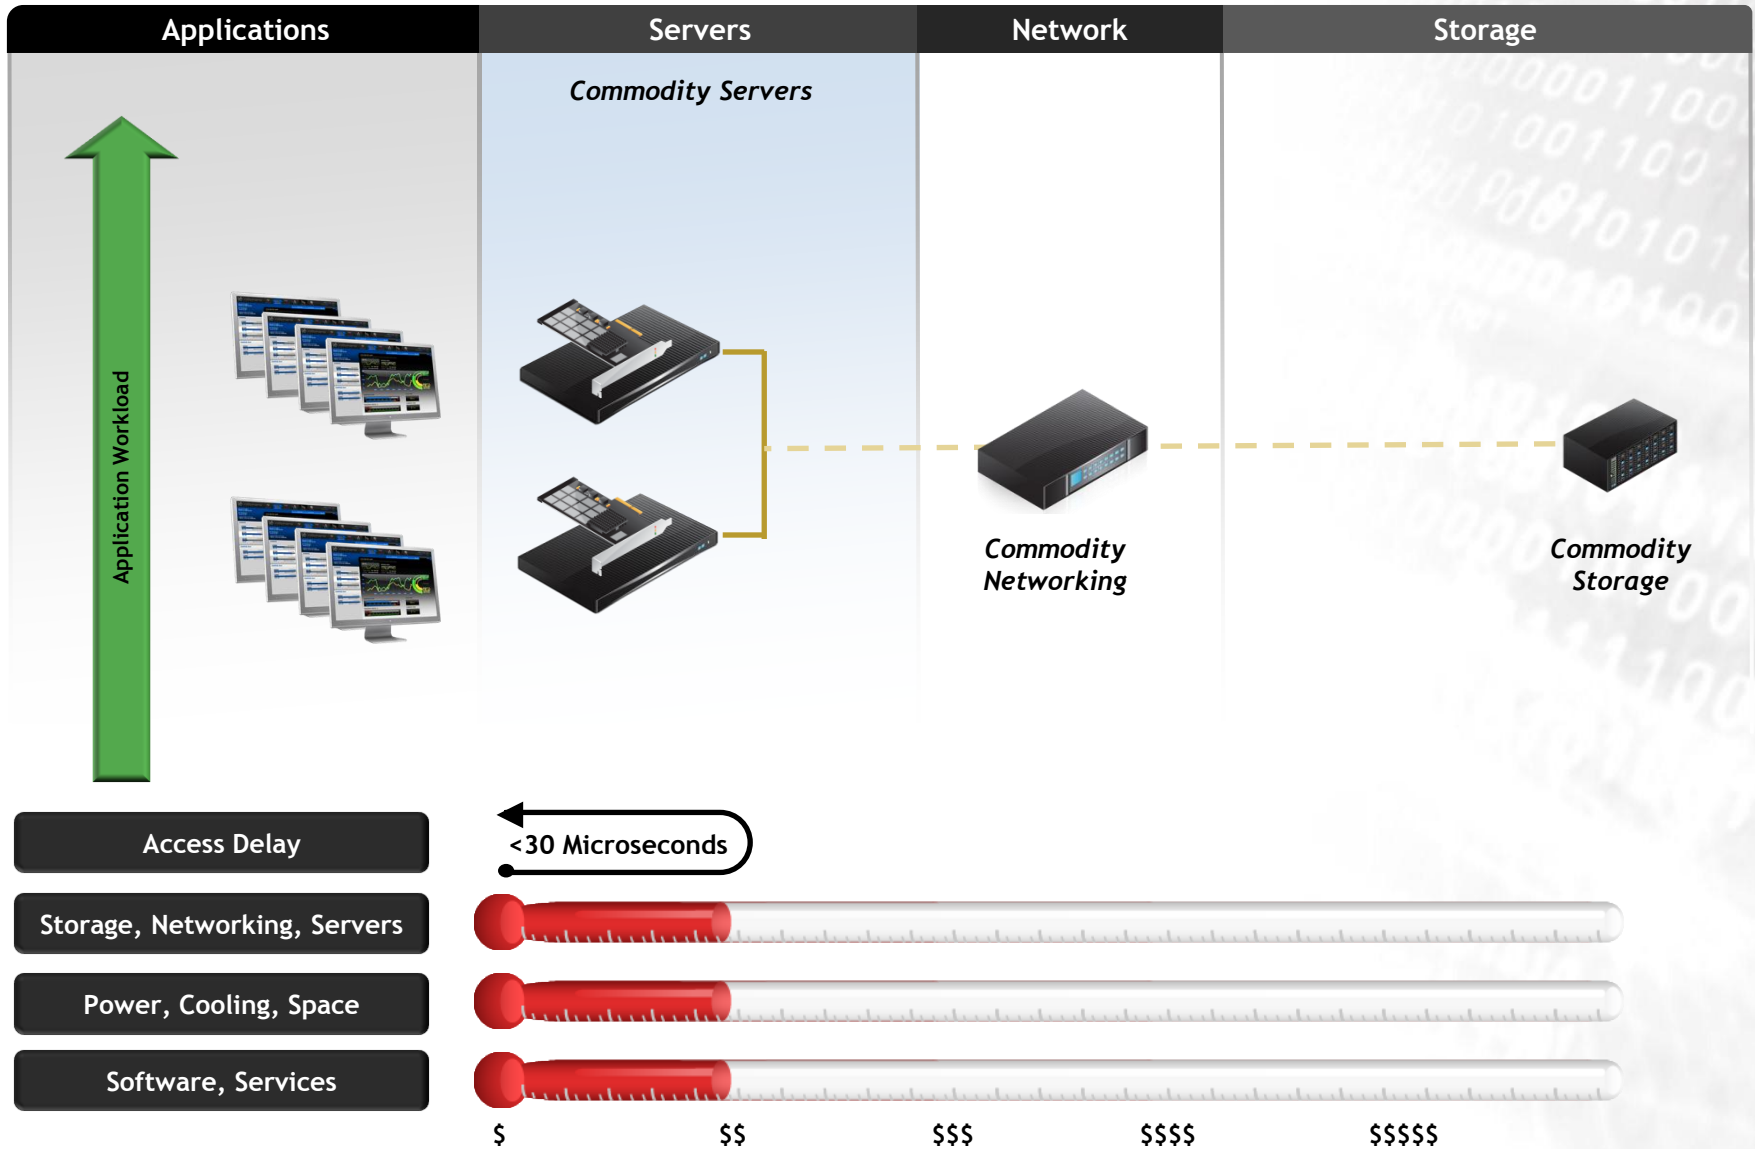 Applications
Servers
Network
Storage
Commodity Servers
Application Workload
Commodity
Networking
Commodity
Storage
Access Delay
<30 Microseconds
Storage, Networking, Servers
Power, Cooling, Space
Software, Services
$
$$
$$$
$$$$
$$$$$